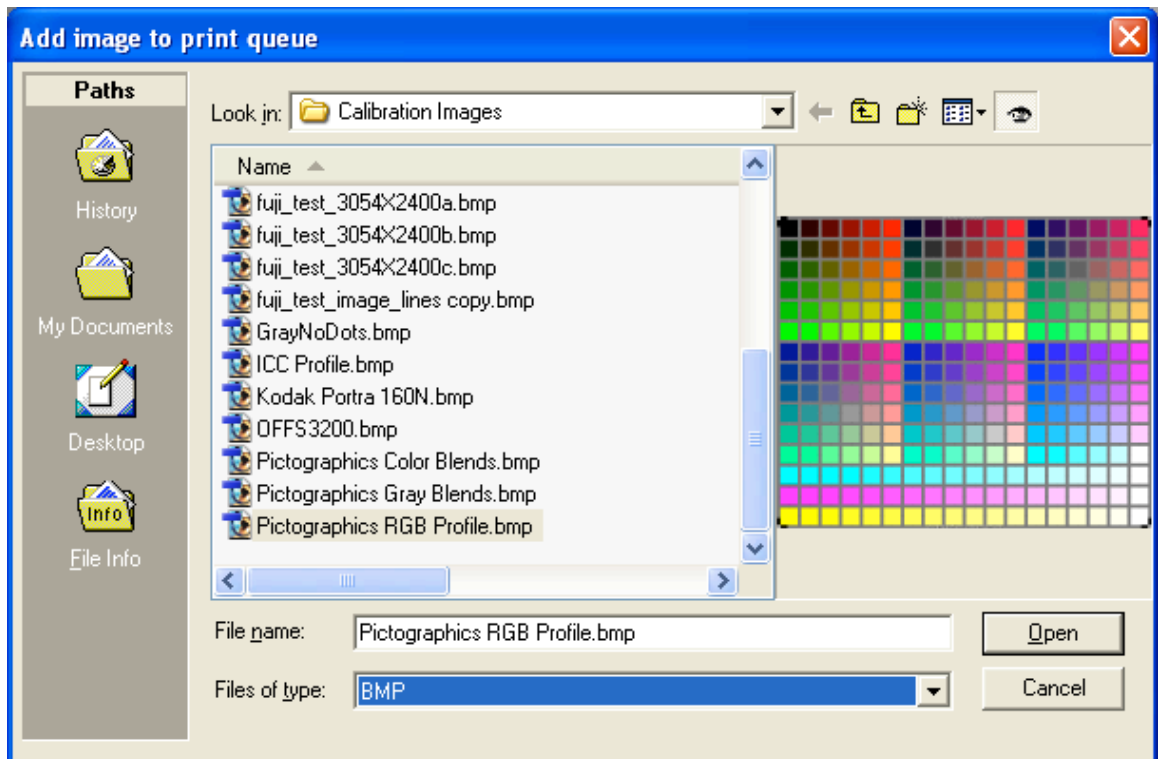 Add image to print queue
Paths
History
My Documents
Desktop
Info
File Info
Look in: Calibration Images
Name
fuji_test_3054X2400a.bmp
fuji_test_3054X2400b.bmp
fuji_test_3054X2400c.bmp
fuji_test_image_lines copy.bmp
GrayNoDots.bmp
ICC Profile.bmp
Kodak Portra 160N.bmp
OFFS3200.bmp
Pictographics Color Blends.bmp
Pictographics Gray Blends.bmp
Pictographics RGB Profile.bmp
File name: Pictographics RGB Profile.bmp Open
Files of type: BMP Cancel